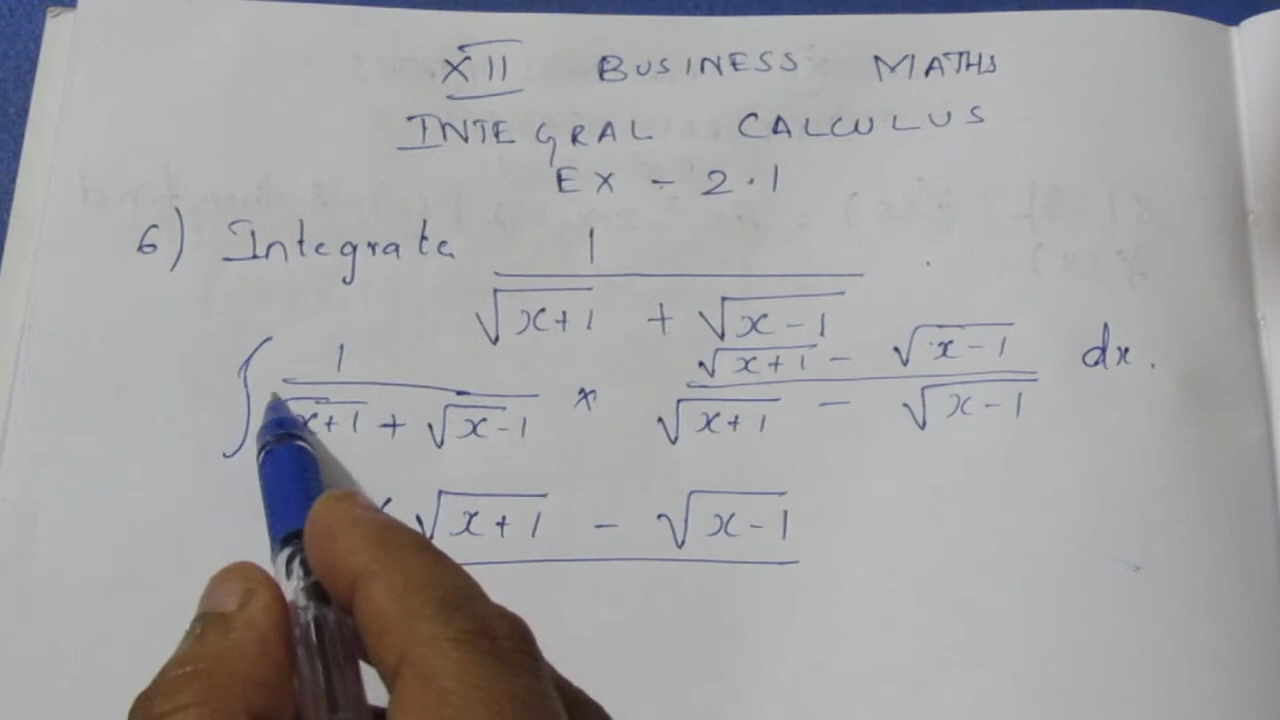 XII BUSINESS MATHS
INTEGRAL CALCULUS
EX - 2.1
6) Integrate 1 / (√(x+1) + √(x-1))
∫ 1 / (√(x+1) + √(x-1)) × (√(x+1) - √(x-1)) / (√(x+1) - √(x-1)) dx.
√(x+1) - √(x-1)